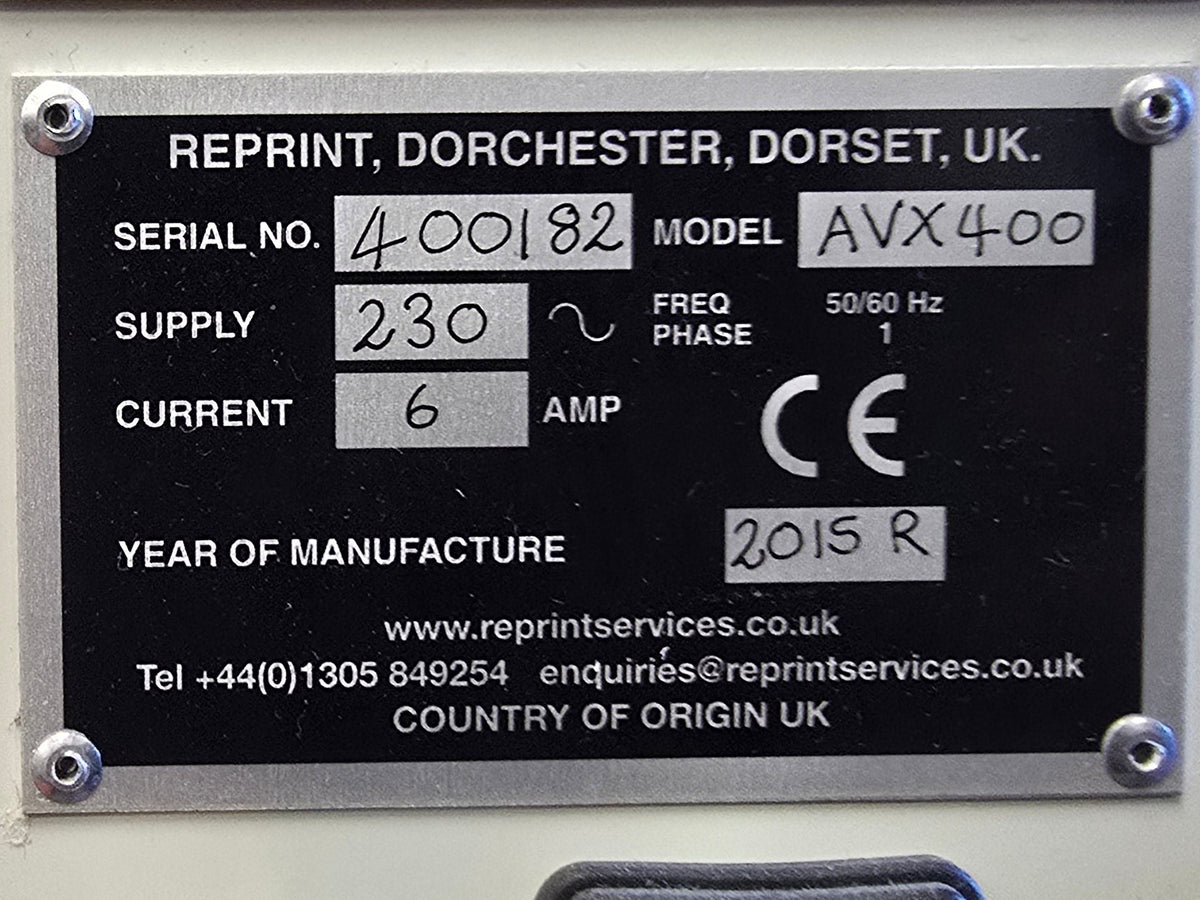 REPRINT, DORCHESTER, DORSET, UK.
SERIAL NO. 400182 MODEL AVX400
SUPPLY 230 ∿ FREQ 50/60 Hz
PHASE 1
CURRENT 6 AMP
CE
YEAR OF MANUFACTURE 2015 R
www.reprintservices.co.uk
Tel +44(0)1305 849254 enquiries@reprintservices.co.uk
COUNTRY OF ORIGIN UK